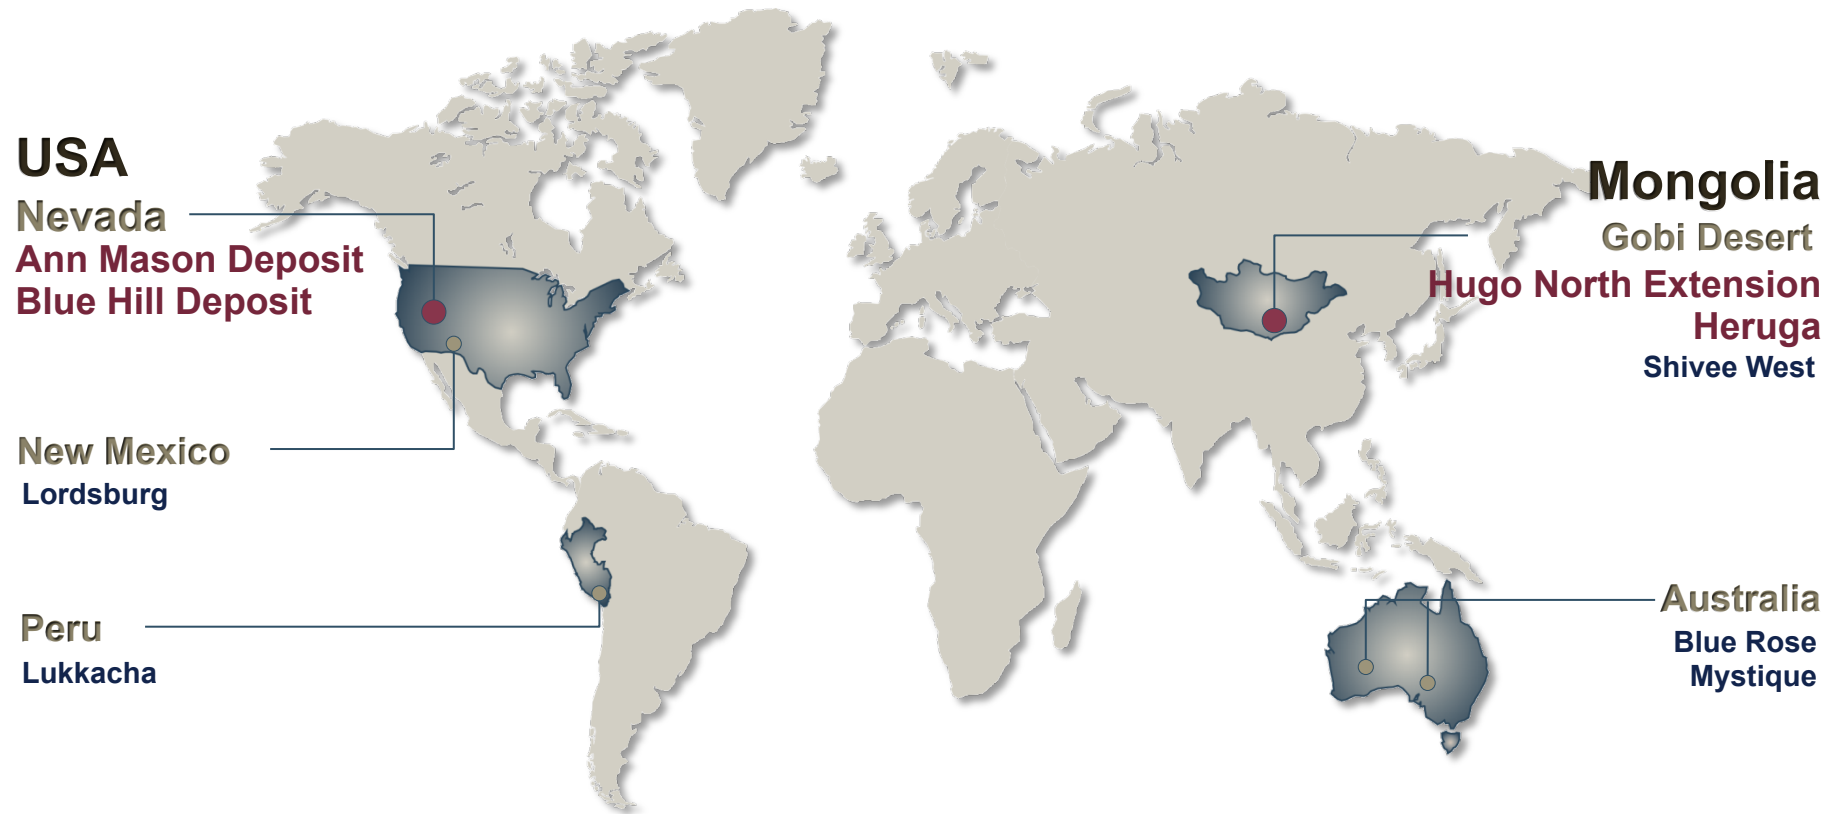 USA
Nevada
Ann Mason Deposit
Blue Hill Deposit
New Mexico
Lordsburg
Peru
Lukkacha
Mongolia
Gobi Desert
Hugo North Extension
Heruga
Shivee West
Australia
Blue Rose
Mystique